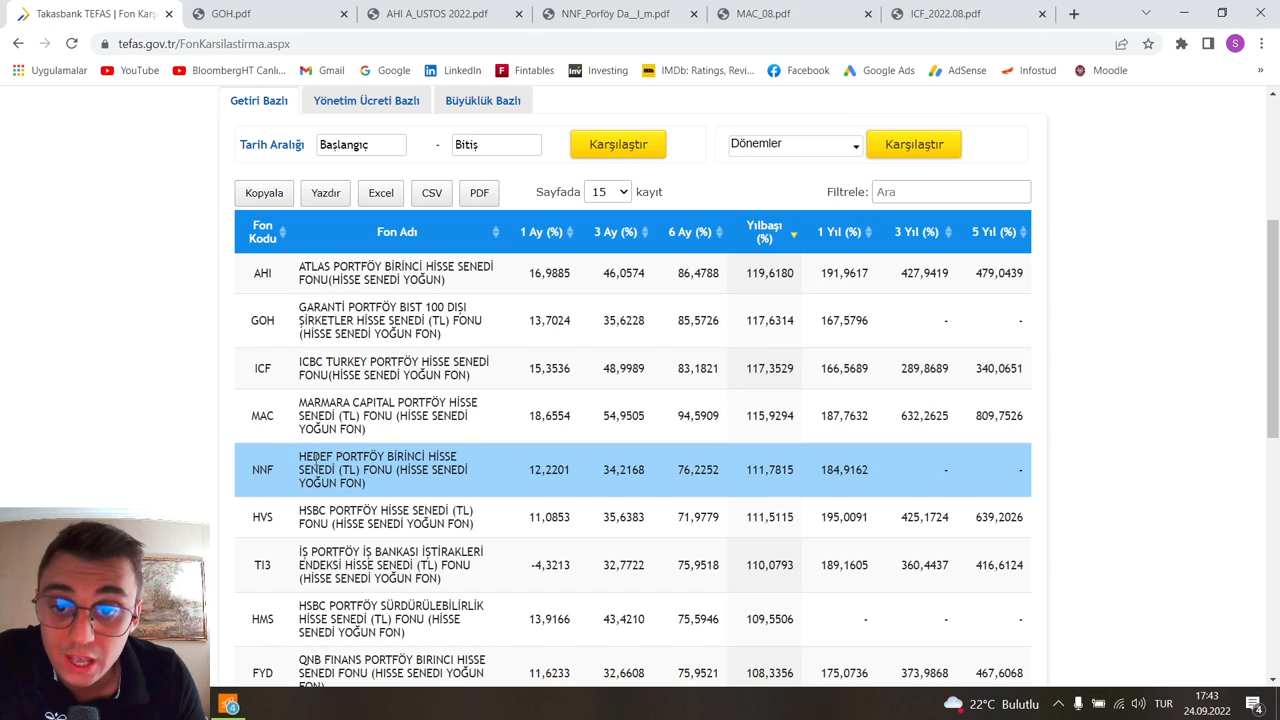 Takasbank TEFAS | Fon Karş
GOH.pdf
AHI A_USTOS 2022.pdf
NNF_Porföy Da__l_m.pdf
MAC_08.pdf
ICF_2022.08.pdf
tefas.gov.tr/FonKarsilastirma.aspx
S
Uygulamalar
YouTube
BloombergHT Canlı...
Gmail
Google
LinkedIn
Fintables
Investing
IMDb: Ratings, Revi...
Facebook
Google Ads
AdSense
Infostud
Moodle
»
Getiri Bazlı
Yönetim Ücreti Bazlı
Büyüklük Bazlı
Tarih Aralığı Başlangıç - Bitiş Karşılaştır Dönemler Karşılaştır
Kopyala Yazdır Excel CSV PDF Sayfada 15 kayıt Filtrele: Ara
Fon Kodu Fon Adı 1 Ay (%) 3 Ay (%) 6 Ay (%) Yılbaşı (%) 1 Yıl (%) 3 Yıl (%) 5 Yıl (%)
AHI ATLAS PORTFÖY BİRİNCİ HİSSE SENEDİ FONU(HİSSE SENEDİ YOĞUN) 16,9885 46,0574 86,4788 119,6180 191,9617 427,9419 479,0439
GOH GARANTİ PORTFÖY BIST 100 DIŞI ŞİRKETLER HİSSE SENEDİ (TL) FONU (HİSSE SENEDİ YOĞUN FON) 13,7024 35,6228 85,5726 117,6314 167,5796 - -
ICF ICBC TURKEY PORTFÖY HİSSE SENEDİ FONU(HİSSE SENEDİ YOĞUN FON) 15,3536 48,9989 83,1821 117,3529 166,5689 289,8689 340,0651
MAC MARMARA CAPITAL PORTFÖY HİSSE SENEDİ (TL) FONU (HİSSE SENEDİ YOĞUN FON) 18,6554 54,9505 94,5909 115,9294 187,7632 632,2625 809,7526
NNF HEDEF PORTFÖY BİRİNCİ HİSSE SENEDİ (TL) FONU (HİSSE SENEDİ YOĞUN FON) 12,2201 34,2168 76,2252 111,7815 184,9162 - -
HVS HSBC PORTFÖY HİSSE SENEDİ (TL) FONU (HİSSE SENEDİ YOĞUN FON) 11,0853 35,6383 71,9779 111,5115 195,0091 425,1724 639,2026
TI3 İŞ PORTFÖY İŞ BANKASI İŞTİRAKLERİ ENDEKSİ HİSSE SENEDİ (TL) FONU (HİSSE SENEDİ YOĞUN FON) -4,3213 32,7722 75,9518 110,0793 189,1605 360,4437 416,6124
HMS HSBC PORTFÖY SÜRDÜRÜLEBİLİRLİK HİSSE SENEDİ (TL) FONU (HİSSE SENEDİ YOĞUN FON) 13,9166 43,4210 75,5946 109,5506 - - -
FYD QNB FINANS PORTFÖY BIRINCI HISSE SENEDI FONU (HISSE SENEDI YOĞUN FON) 11,6233 32,6608 75,9521 108,3356 175,0736 373,9868 467,6068
4
22°C Bulutlu
TUR
17:43
24.09.2022
4